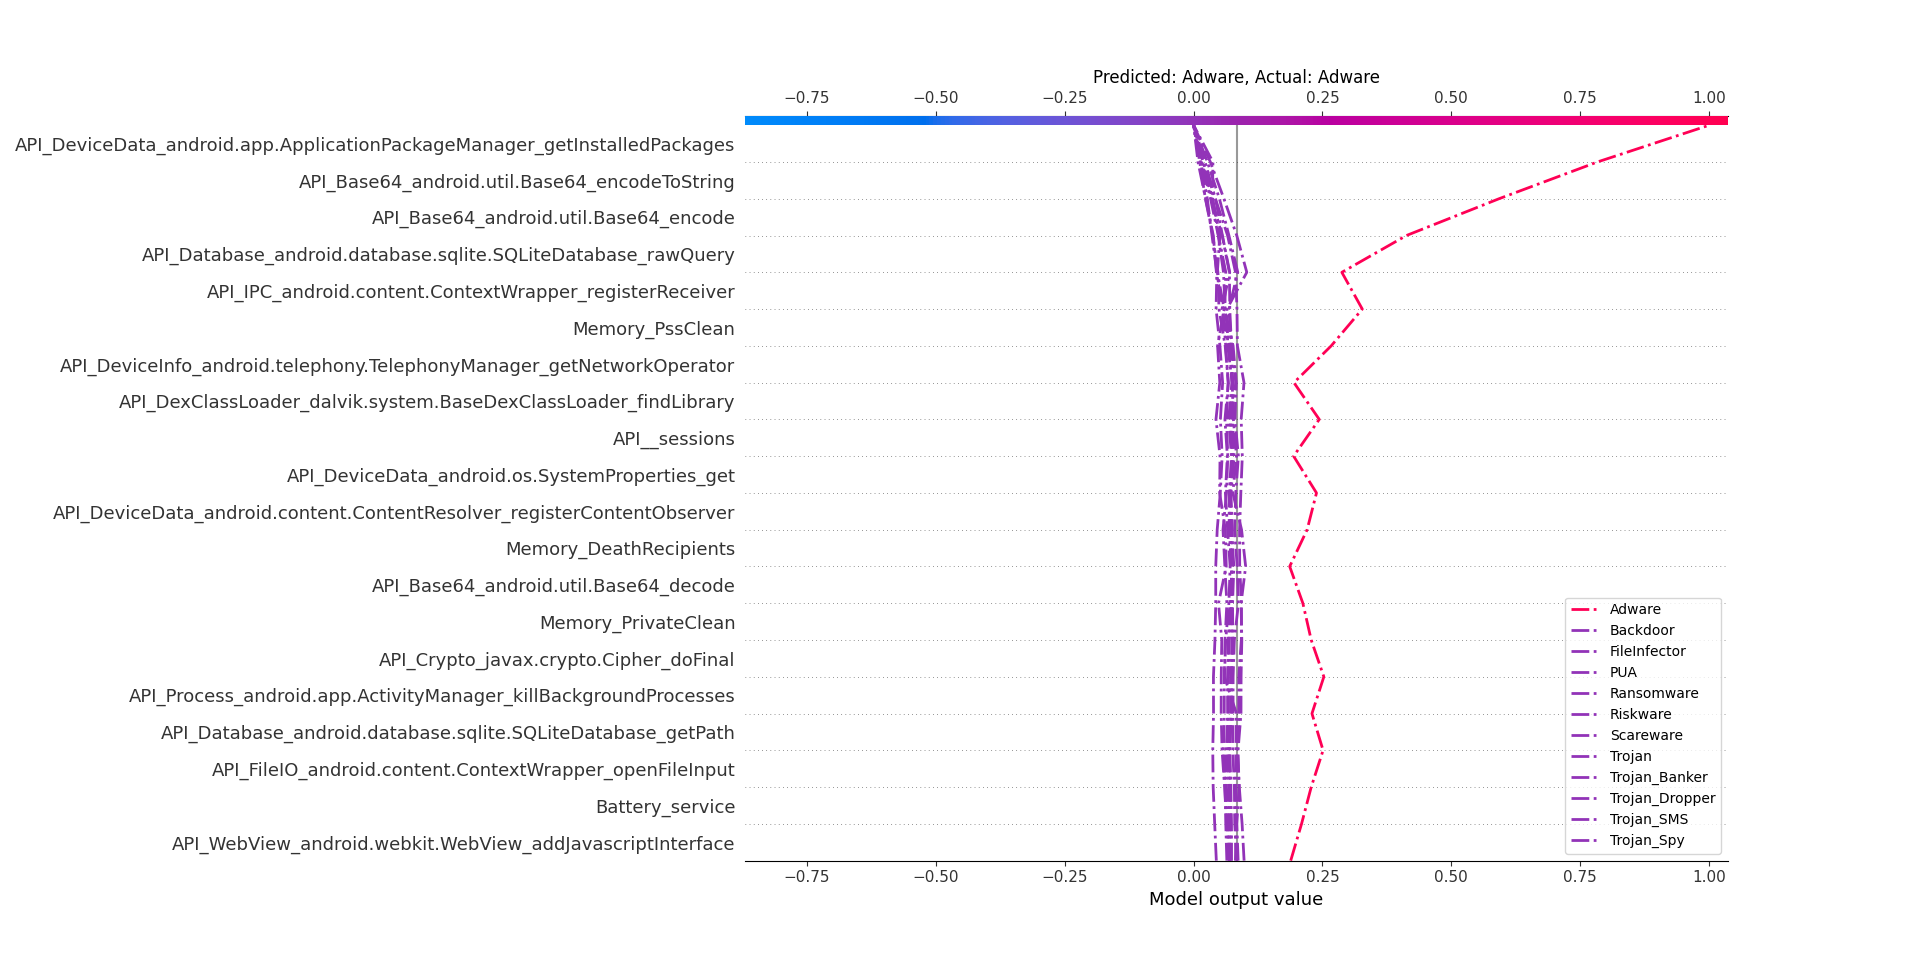 Predicted: Adware, Actual: Adware
−0.75 −0.50 −0.25 0.00 0.25 0.50 0.75 1.00
API_DeviceData_android.app.ApplicationPackageManager_getInstalledPackages
API_Base64_android.util.Base64_encodeToString
API_Base64_android.util.Base64_encode
API_Database_android.database.sqlite.SQLiteDatabase_rawQuery
API_IPC_android.content.ContextWrapper_registerReceiver
Memory_PssClean
API_DeviceInfo_android.telephony.TelephonyManager_getNetworkOperator
API_DexClassLoader_dalvik.system.BaseDexClassLoader_findLibrary
API__sessions
API_DeviceData_android.os.SystemProperties_get
API_DeviceData_android.content.ContentResolver_registerContentObserver
Memory_DeathRecipients
API_Base64_android.util.Base64_decode
Memory_PrivateClean
API_Crypto_javax.crypto.Cipher_doFinal
API_Process_android.app.ActivityManager_killBackgroundProcesses
API_Database_android.database.sqlite.SQLiteDatabase_getPath
API_FileIO_android.content.ContextWrapper_openFileInput
Battery_service
API_WebView_android.webkit.WebView_addJavascriptInterface
Adware
Backdoor
FileInfector
PUA
Ransomware
Riskware
Scareware
Trojan
Trojan_Banker
Trojan_Dropper
Trojan_SMS
Trojan_Spy
−0.75 −0.50 −0.25 0.00 0.25 0.50 0.75 1.00
Model output value